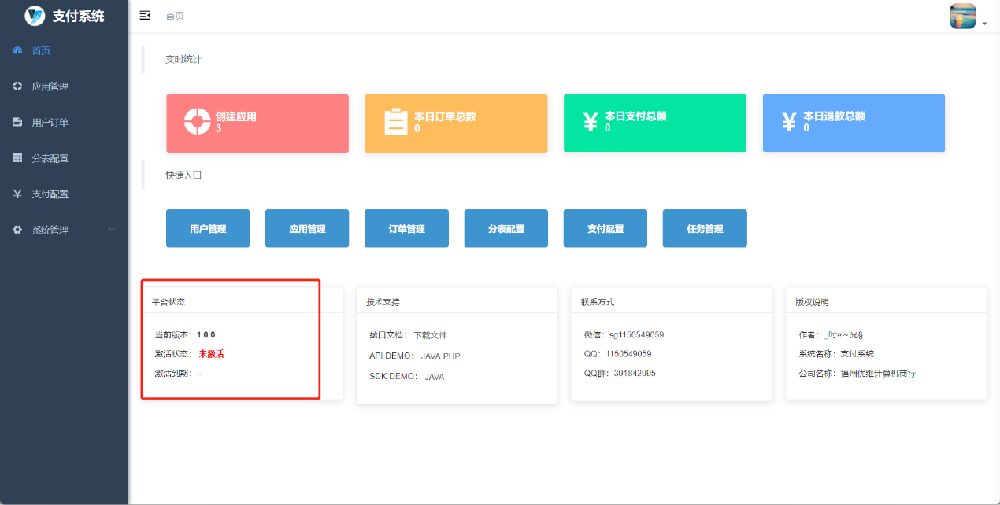 支付系统
首页
应用管理
用户订单
分表配置
支付配置
系统管理
首页
实时统计
创建应用
3
本日订单总数
0
¥ 本日支付总额
0
¥ 本日退款总额
0
快捷入口
用户管理
应用管理
订单管理
分表配置
支付配置
任务管理
平台状态
当前版本：1.0.0
激活状态：未激活
激活到期：--
技术支持
接口文档： 下载文件
API DEMO： JAVA PHP
SDK DEMO： JAVA
联系方式
微信：sg1150549059
QQ：1150549059
QQ群：391842995
版权说明
作者：_时¤～光§
系统名称：支付系统
公司名称：福州优维计算机商行